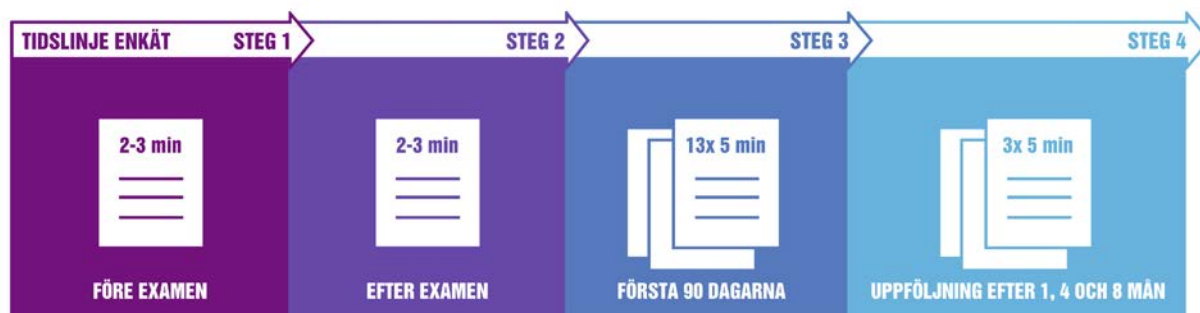 TIDSLINJE ENKÄT STEG 1 STEG 2 STEG 3 STEG 4
2-3 min 2-3 min 13x 5 min 3x 5 min
FÖRE EXAMEN EFTER EXAMEN FÖRSTA 90 DAGARNA UPPFÖLJNING EFTER 1, 4 OCH 8 MÅN